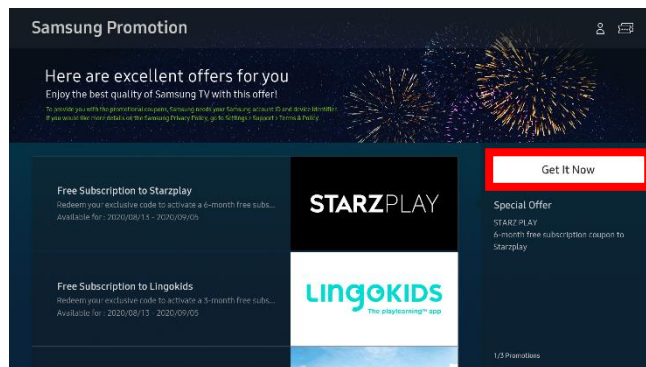 Samsung Promotion
Here are excellent offers for you
Enjoy the best quality of Samsung TV with this offer!
To provide you with the promotional coupons, Samsung needs your Samsung account ID and device identifier.
If you would like more details on the Samsung Privacy Policy, go to Settings > Support > Terms & Policy.
Get It Now
Free Subscription to Starzplay
Redeem your exclusive code to activate a 6-month free subs...
Available for : 2020/08/13 - 2020/09/05
STARZPLAY
Special Offer
STARZ PLAY
6-month free subscription coupon to
Starzplay
Free Subscription to Lingokids
Redeem your exclusive code to activate a 3-month free subs...
Available for : 2020/08/13 - 2020/09/05
LINGOKIDS
The playlearning™ app
1/3 Promotions